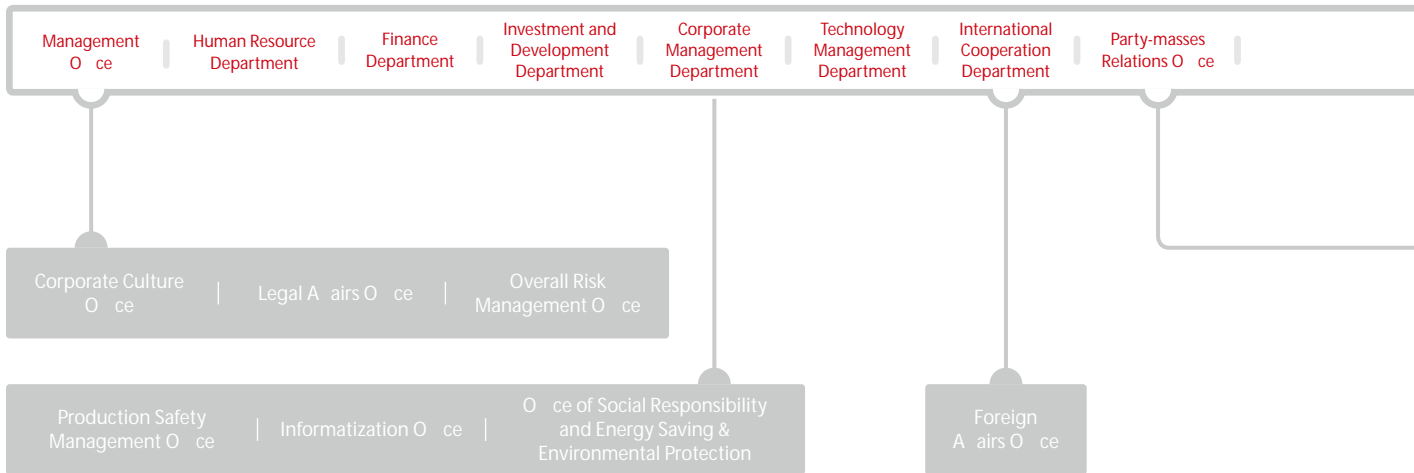 Management
O ce
Human Resource
Department
Finance
Department
Investment and
Development
Department
Corporate
Management
Department
Technology
Management
Department
International
Cooperation
Department
Party-masses
Relations O ce
Corporate Culture
O ce
Legal A airs O ce
Overall Risk
Management O ce
Production Safety
Management O ce
Informatization O ce
O ce of Social Responsibility
and Energy Saving &
Environmental Protection
Foreign
A airs O ce